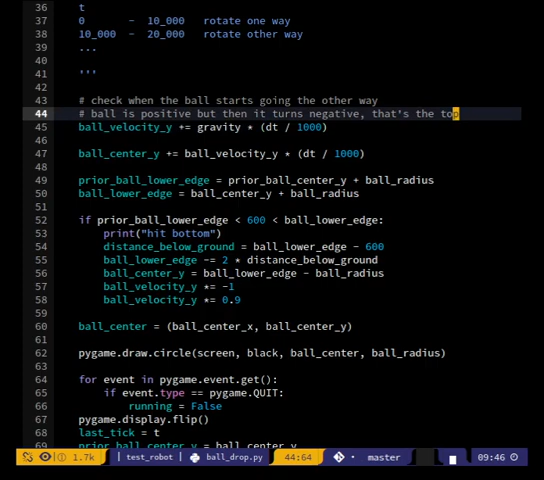 36 t
37 0 - 10_000 rotate one way
38 10_000 - 20_000 rotate other way
39 ...
40
41 '''
42
43 # check when the ball starts going the other way
44 # ball is positive but then it turns negative, that's the top
45 ball_velocity_y += gravity * (dt / 1000)
46
47 ball_center_y += ball_velocity_y * (dt / 1000)
48
49 prior_ball_lower_edge = prior_ball_center_y + ball_radius
50 ball_lower_edge = ball_center_y + ball_radius
51
52 if prior_ball_lower_edge < 600 < ball_lower_edge:
53 print("hit bottom")
54 distance_below_ground = ball_lower_edge - 600
55 ball_lower_edge -= 2 * distance_below_ground
56 ball_center_y = ball_lower_edge - ball_radius
57 ball_velocity_y *= -1
58 ball_velocity_y *= 0.9
59
60 ball_center = (ball_center_x, ball_center_y)
61
62 pygame.draw.circle(screen, black, ball_center, ball_radius)
63
64 for event in pygame.event.get():
65 if event.type == pygame.QUIT:
66 running = False
67 pygame.display.flip()
68 last_tick = t
69 prior_ball_center_y = ball_center_y
1.7k | test_robot ball_drop.py 44:64 master 09:46